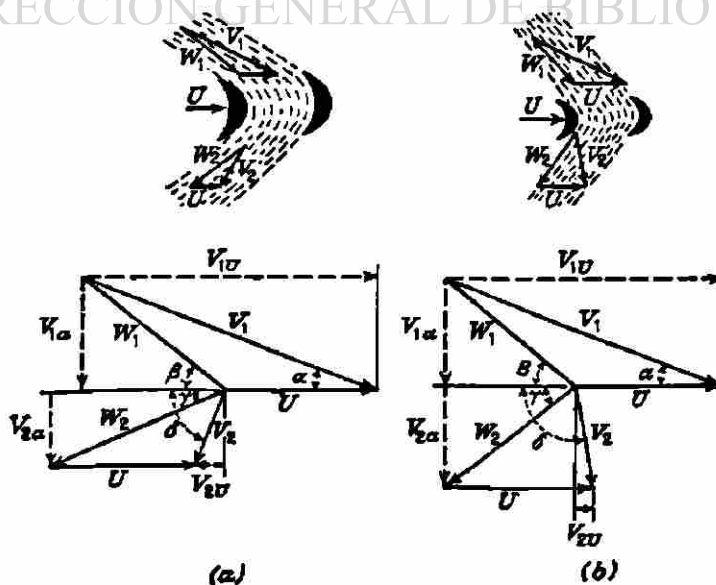 RECCIÓN GENERAL DE BIBLIO
V₁
W₁
U
W₂
V₂
U
V₁
W₁
U
U
W₂
V₂
U
V₁U
V₁a
W₁
V₁
β
α
U
V₂a
W₂
γ
δ
V₂
U
V₂U
(a)
V₁U
V₁a
W₁
V₁
B
α
U
V₂a
W₂
γ
δ
V₂
U
V₂U
(b)